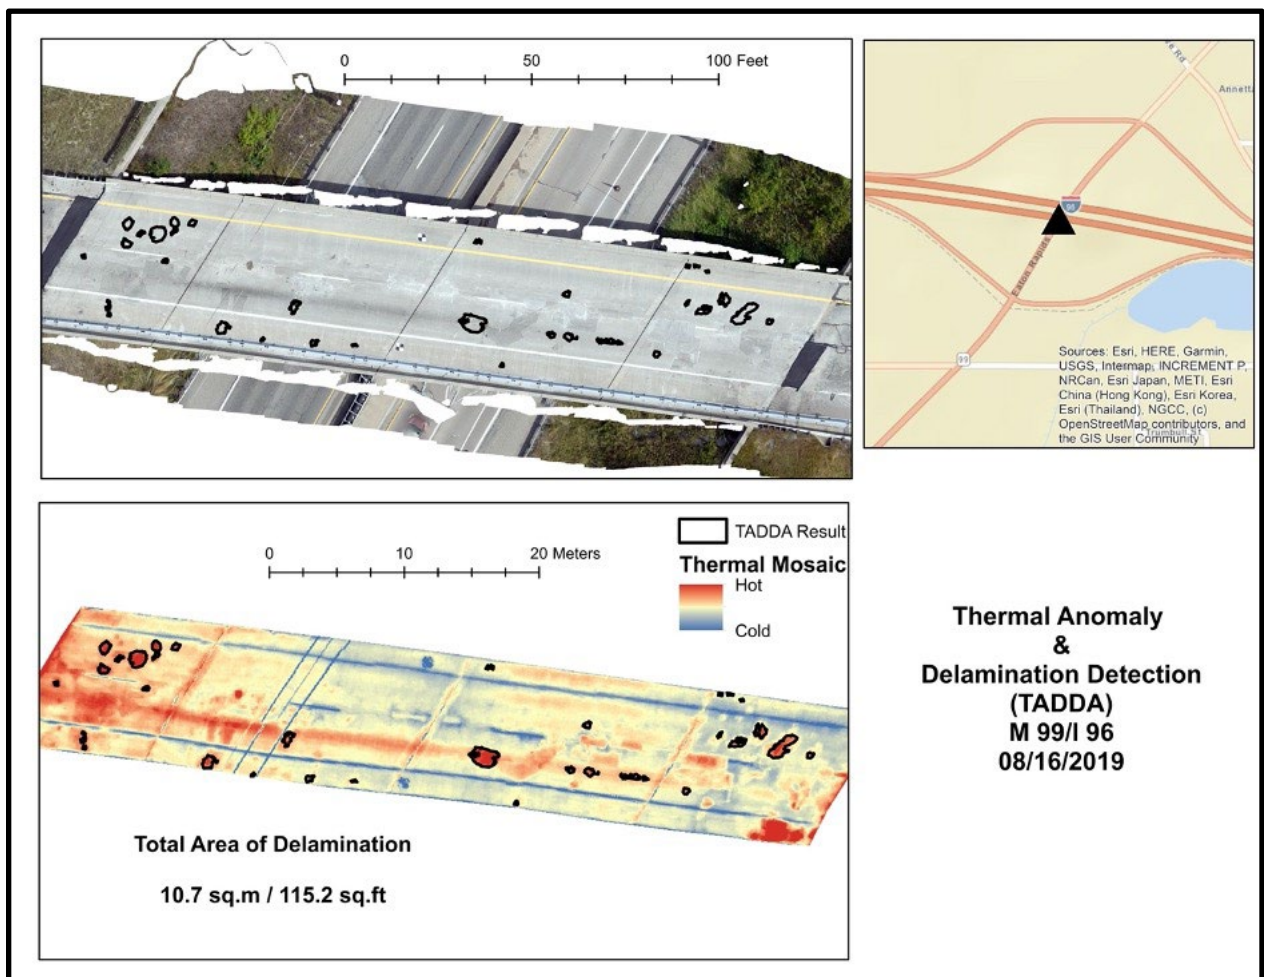 0 50 100 Feet
ve Rd
Annetta
96
Eaton Rapids
99
Sources: Esri, HERE, Garmin,
USGS, Intermap, INCREMENT P,
NRCan, Esri Japan, METI, Esri
China (Hong Kong), Esri Korea,
Esri (Thailand), NGCC, (c)
OpenStreetMap contributors, and
the GIS User Community
Trumbull St
TADDA Result
Thermal Mosaic
Hot
Cold
0 10 20 Meters
Total Area of Delamination
10.7 sq.m / 115.2 sq.ft
Thermal Anomaly
&
Delamination Detection
(TADDA)
M 99/I 96
08/16/2019